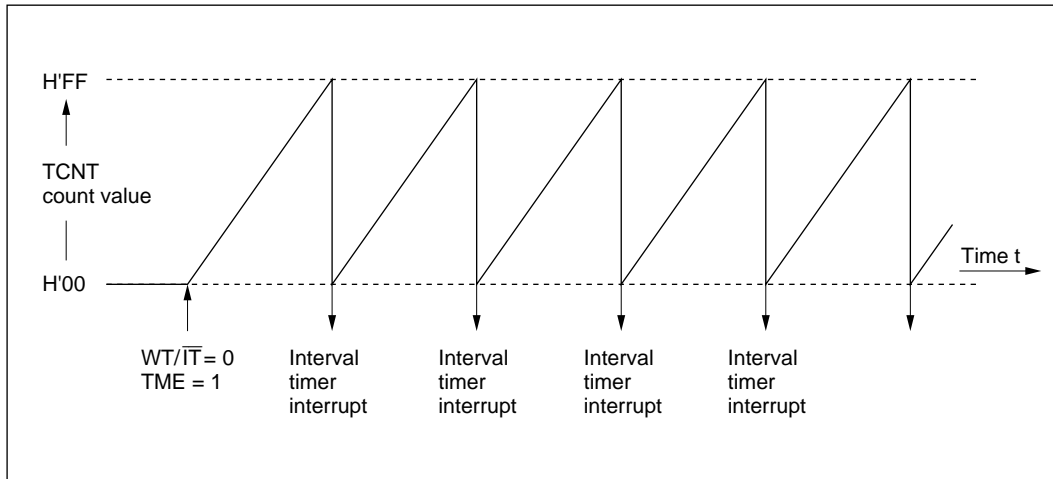 H'FF
TCNT
count value
H'00
Time t
WT/I̅T̅ = 0
TME = 1
Interval
timer
interrupt
Interval
timer
interrupt
Interval
timer
interrupt
Interval
timer
interrupt